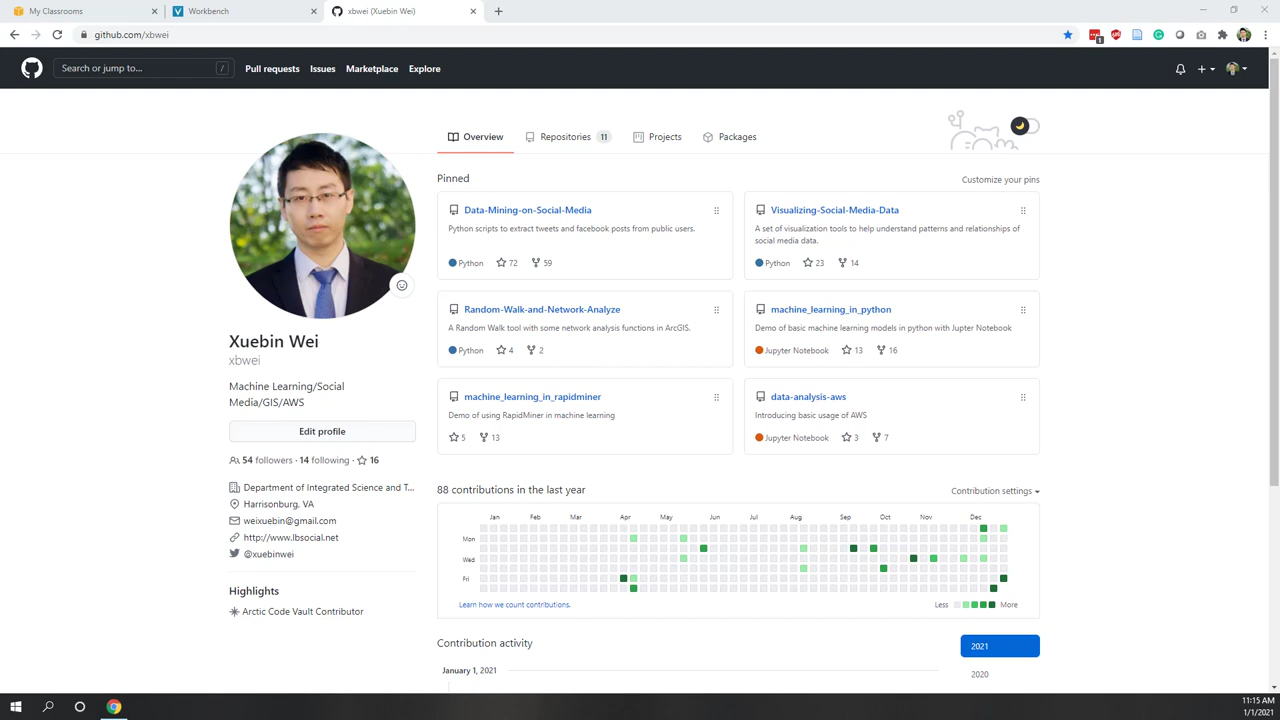 My Classrooms
Workbench
xbwei (Xuebin Wei)
github.com/xbwei
1
Search or jump to...
/
Pull requests
Issues
Marketplace
Explore
Overview
Repositories 11
Projects
Packages
Pinned
Customize your pins
Data-Mining-on-Social-Media
Python scripts to extract tweets and facebook posts from public users.
Python 72 59
Visualizing-Social-Media-Data
A set of visualization tools to help understand patterns and relationships of
social media data.
Python 23 14
Random-Walk-and-Network-Analyze
A Random Walk tool with some network analysis functions in ArcGIS.
Python 4 2
machine_learning_in_python
Demo of basic machine learning models in python with Jupter Notebook
Jupyter Notebook 13 16
machine_learning_in_rapidminer
Demo of using RapidMiner in machine learning
5 13
data-analysis-aws
Introducing basic usage of AWS
Jupyter Notebook 3 7
Xuebin Wei
xbwei
Machine Learning/Social
Media/GIS/AWS
Edit profile
54 followers · 14 following · 16
Department of Integrated Science and T...
Harrisonburg, VA
weixuebin@gmail.com
http://www.lbsocial.net
@xuebinwei
Highlights
Arctic Code Vault Contributor
88 contributions in the last year
Contribution settings
Jan Feb Mar Apr May Jun Jul Aug Sep Oct Nov Dec
Mon
Wed
Fri
Learn how we count contributions.
Less More
Contribution activity
2021
January 1, 2021
2020
11:15 AM
1/1/2021